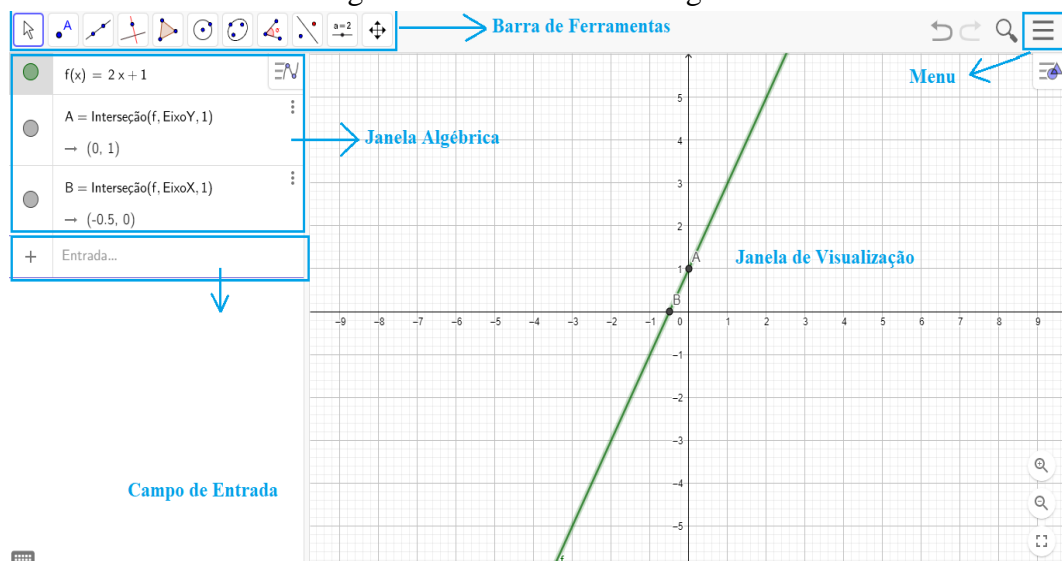 A
a=2
Barra de Ferramentas
f(x) = 2 x + 1
Menu
A = Interseção(f, EixoY, 1)
→ (0, 1)
Janela Algébrica
B = Interseção(f, EixoX, 1)
→ (-0.5, 0)
+ Entrada...
Janela de Visualização
A
B
5
4
3
2
1
–9 –8 –7 –6 –5 –4 –3 –2 –1 0 1 2 3 4 5 6 7 8 9
–1
–2
–3
–4
–5
Campo de Entrada
f